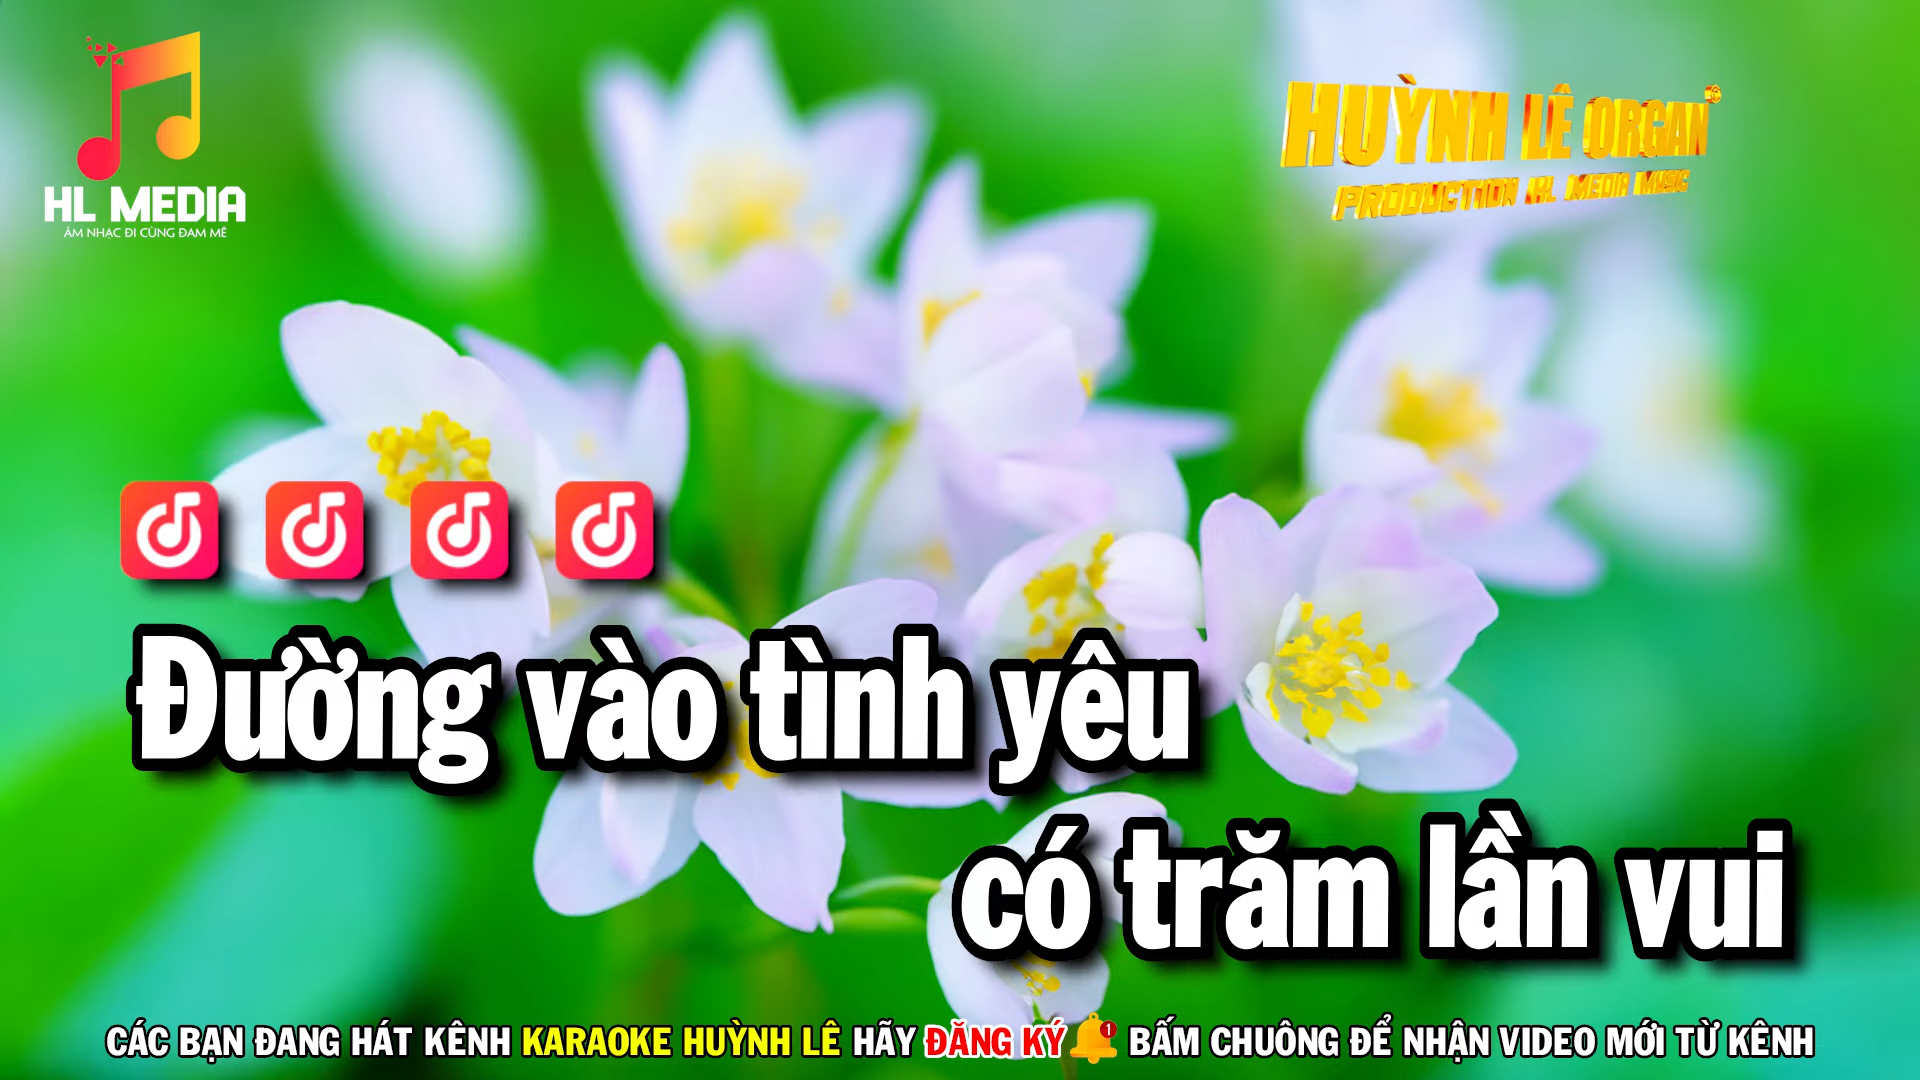 HL MEDIA
ÂM NHẠC ĐI CÙNG ĐAM MÊ
HUỲNH LÊ ORGAN
PRODUCTION HL MEDIA MUSIC
Đường vào tình yêu
có trăm lần vui
CÁC BẠN ĐANG HÁT KÊNH KARAOKE HUỲNH LÊ HÃY ĐĂNG KÝ 1 BẤM CHUÔNG ĐỂ NHẬN VIDEO MỚI TỪ KÊNH